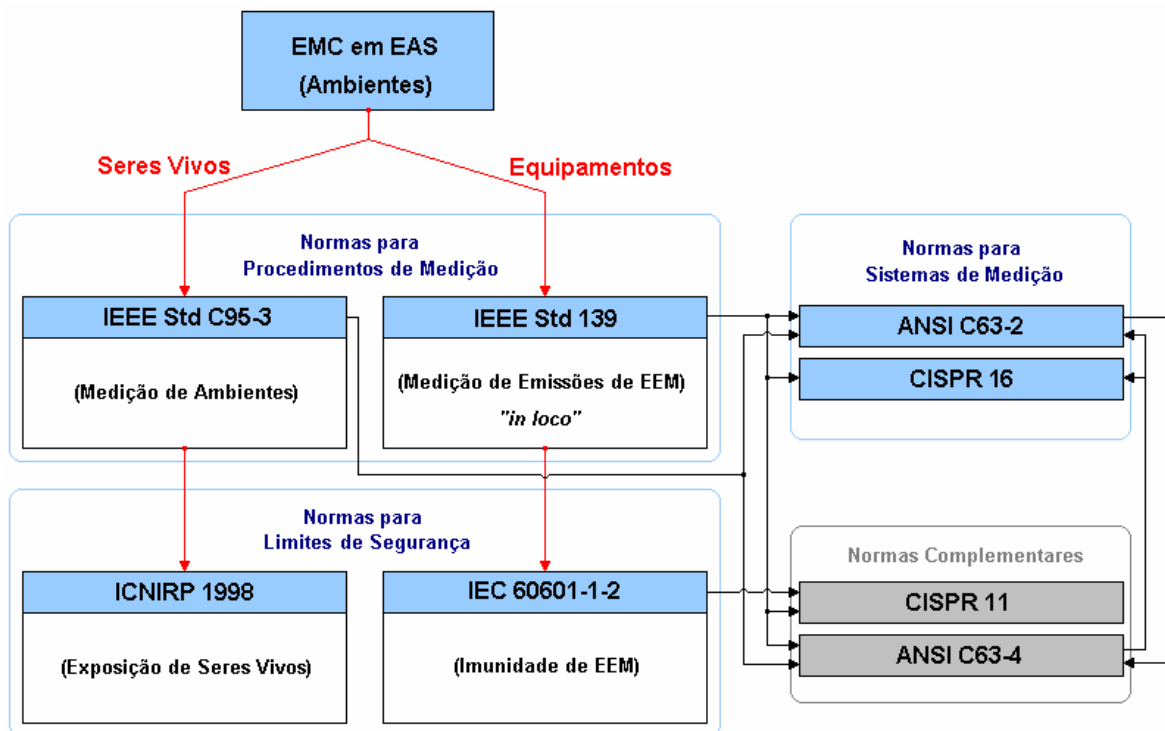 EMC em EAS
(Ambientes)
Seres Vivos
Equipamentos
Normas para
Procedimentos de Medição
IEEE Std C95-3
(Medição de Ambientes)
IEEE Std 139
(Medição de Emissões de EEM)
"in loco"
Normas para
Sistemas de Medição
ANSI C63-2
CISPR 16
Normas para
Limites de Segurança
ICNIRP 1998
(Exposição de Seres Vivos)
IEC 60601-1-2
(Imunidade de EEM)
Normas Complementares
CISPR 11
ANSI C63-4